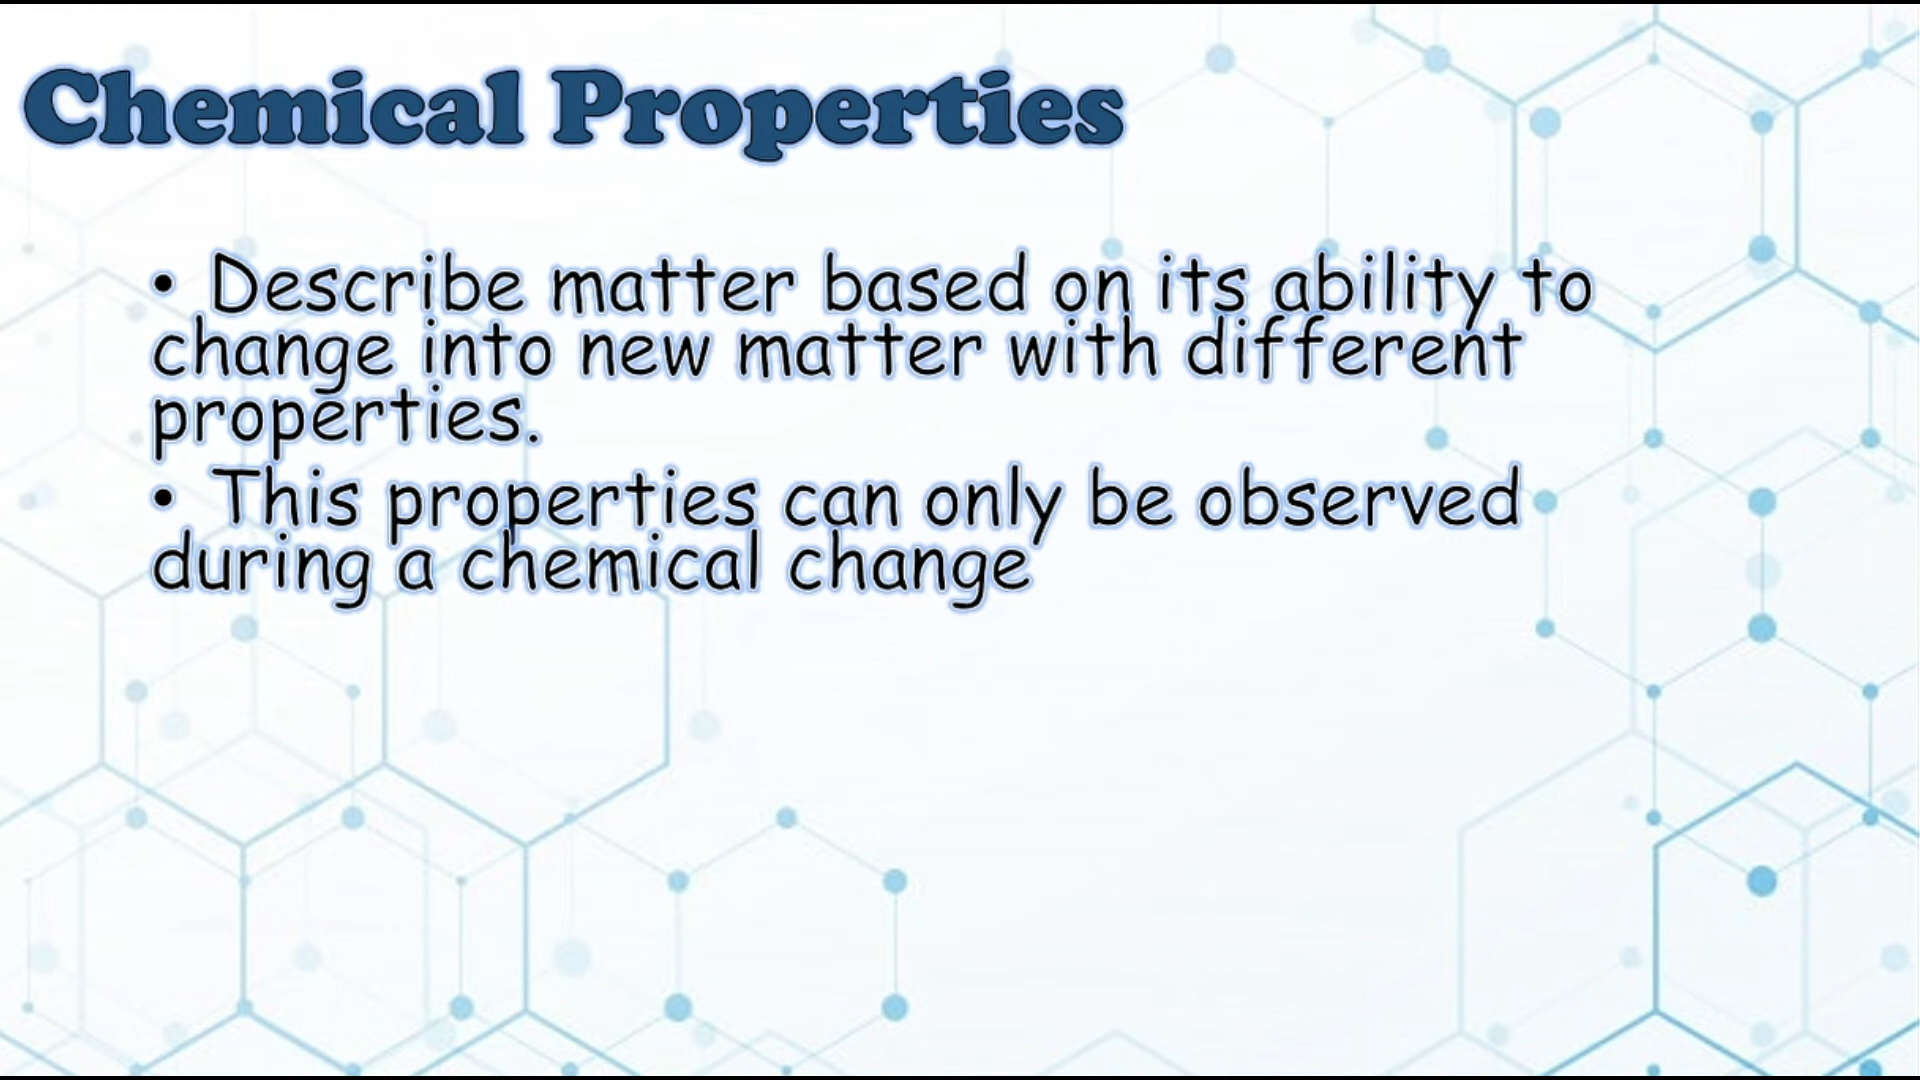 Chemical Properties
• Describe matter based on its ability to
change into new matter with different
properties.
• This properties can only be observed
during a chemical change